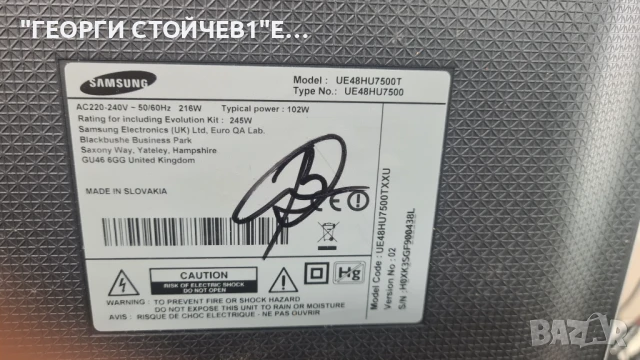 "ГЕОРГИ СТОЙЧЕВ1"Е...
SAMSUNG
Model : UE48HU7500T
Type No.: UE48HU7500
AC220-240V ~ 50/60Hz 216W Typical power : 102W
Rating for including Evolution Kit : 245W
Samsung Electronics (UK) Ltd, Euro QA Lab.
Blackbushe Business Park
Saxony Way, Yateley, Hampshire.
GU46 6GG United Kingdom
MADE IN SLOVAKIA
CE
CAUTION
RISK OF ELECTRIC SHOCK
DO NOT OPEN
WARNING : TO PREVENT FIRE OR SHOCK HAZARD
DO NOT EXPOSE THIS UNIT TO RAIN OR MOISTURE
AVIS : RISQUE DE CHOC ELECTRIQUE - NE PAS OUVRIR
Hg
Model Code : UE48HU7500TXXU
Version No : 02
S/N :HBXK3SGF900438L
BAZAR